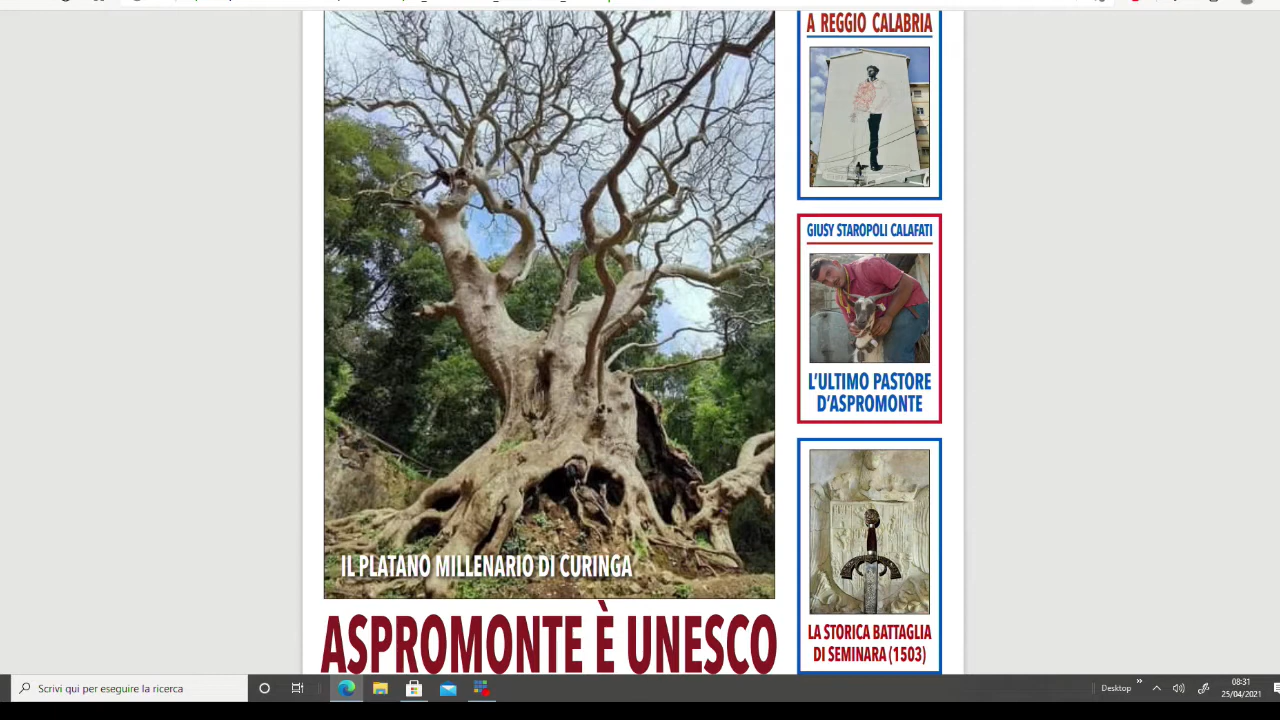 A REGGIO CALABRIA
GIUSY STAROPOLI CALAFATI
L'ULTIMO PASTORE
D'ASPROMONTE
IL PLATANO MILLENARIO DI CURINGA
ASPROMONTE È UNESCO
LA STORICA BATTAGLIA
DI SEMINARA (1503)
Scrivi qui per eseguire la ricerca
Desktop
08:31
25/04/2021